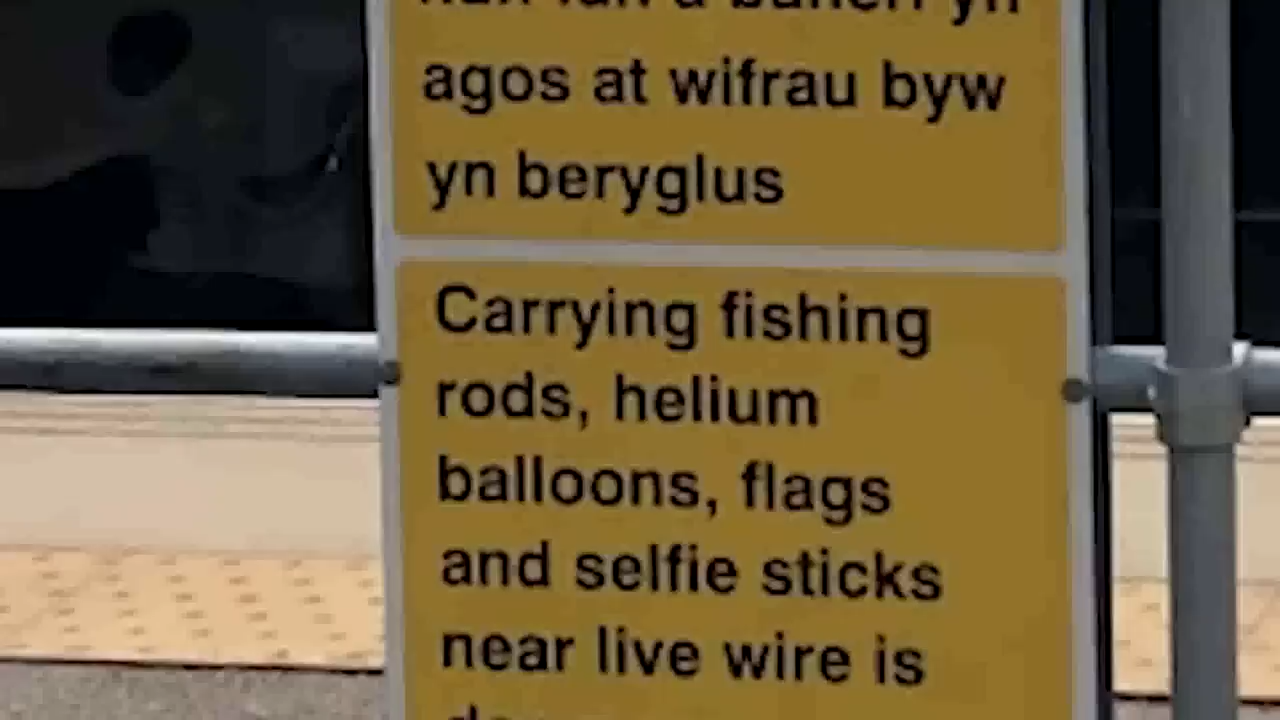 agos at wifrau byw
yn beryglus
Carrying fishing
rods, helium
balloons, flags
and selfie sticks
near live wire is